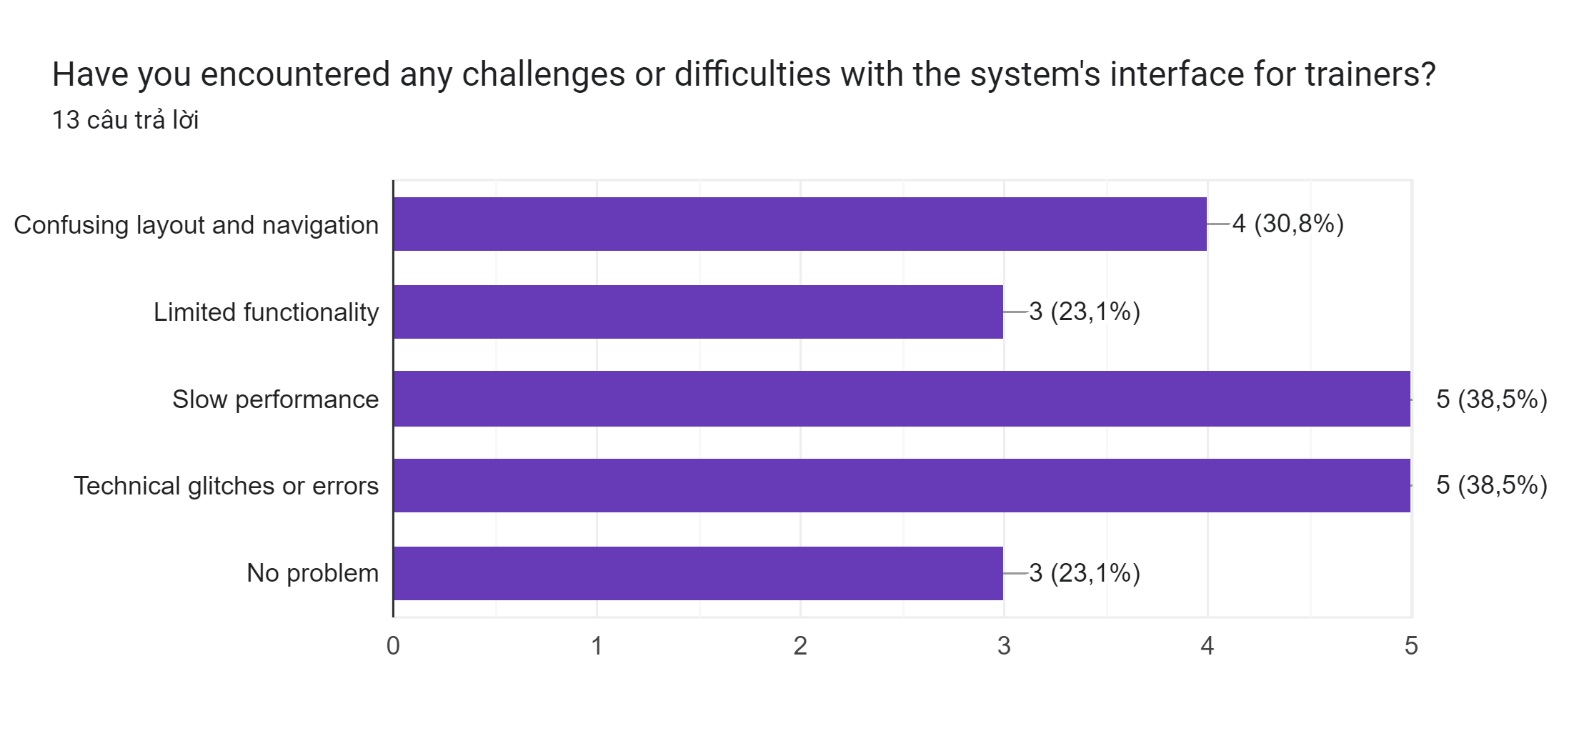 Have you encountered any challenges or difficulties with the system's interface for trainers?
13 câu trả lời
Confusing layout and navigation
4 (30,8%)
Limited functionality
3 (23,1%)
Slow performance
5 (38,5%)
Technical glitches or errors
5 (38,5%)
No problem
3 (23,1%)
0 1 2 3 4 5